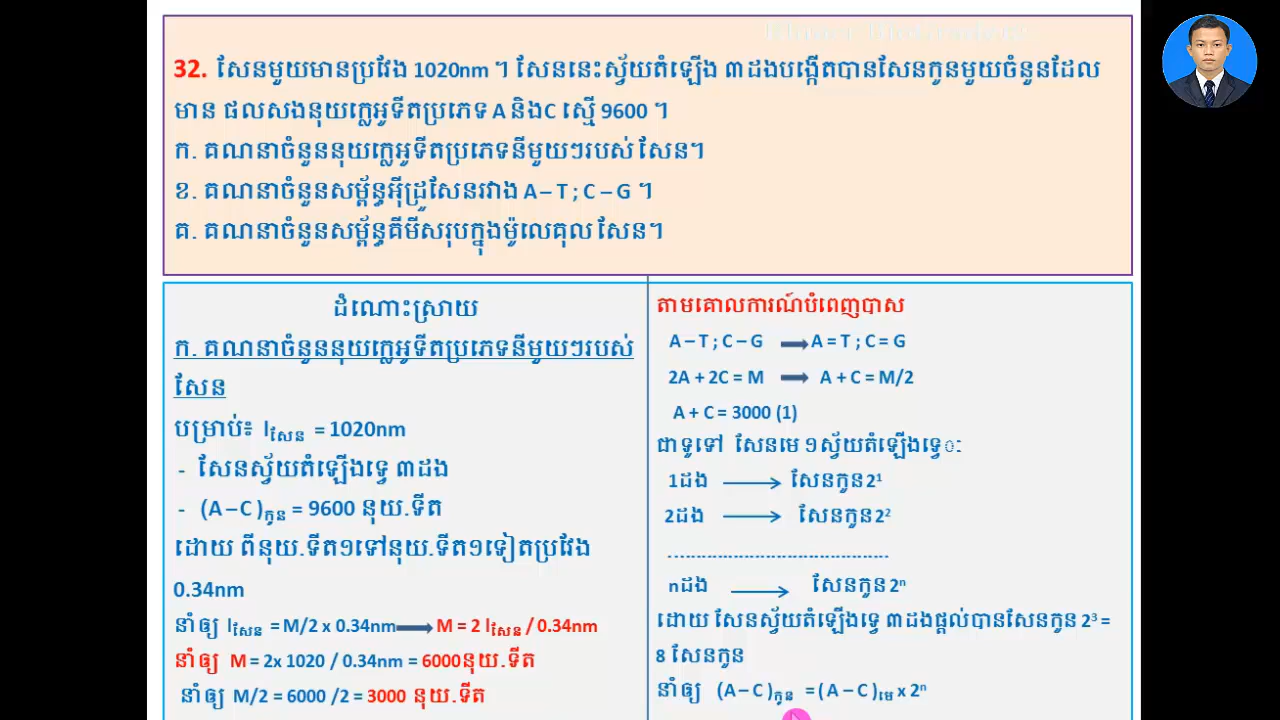 32. សែនមួយមានប្រវែង 1020nm ។ សែននេះស្វ័យតំឡើង ៣ដងបង្កើតបានសែនកូនមួយចំនួនដែល
មាន ផលសងនុយក្លេអូទីតប្រភេទ A និងC ស្មើ 9600 ។
ក. គណនាចំនួននុយក្លេអូទីតប្រភេទនីមួយៗរបស់ សែន។
ខ. គណនាចំនួនសម្ព័ន្ធអ៊ីដ្រូសែនរវាង A – T ; C – G ។
គ. គណនាចំនួនសម្ព័ន្ធគីមីសរុបក្នុងម៉ូលេគុល សែន។
ដំណោះស្រាយ
ក. គណនាចំនួននុយក្លេអូទីតប្រភេទនីមួយៗរបស់
សែន
បម្រាប់៖ lសែន = 1020nm
- សែនស្វ័យតំឡើងទ្វេ ៣ដង
- (A – C )កូន = 9600 នុយ.ទីត
ដោយ ពីនុយ.ទីត១ទៅនុយ.ទីត១ទៀតប្រវែង
0.34nm
នាំឲ្យ lសែន = M/2 x 0.34nm M = 2 lសែន / 0.34nm
នាំឲ្យ M = 2x 1020 / 0.34nm = 6000នុយ.ទីត
នាំឲ្យ M/2 = 6000 /2 = 3000 នុយ.ទីត
តាមគោលការណ៍បំពេញបាស
A – T ; C – G A = T ; C = G
2A + 2C = M A + C = M/2
A + C = 3000 (1)
ជាទូទៅ សែនមេ ១ស្វ័យតំឡើងទ្វេៈ
1ដង សែនកូន2¹
2ដង សែនកូន2²
........................................
nដង សែនកូន2ⁿ
ដោយ សែនស្វ័យតំឡើងទ្វេ ៣ដងផ្តល់បានសែនកូន 2³ =
8 សែនកូន
នាំឲ្យ (A – C )កូន = ( A – C )មេ x 2ⁿ